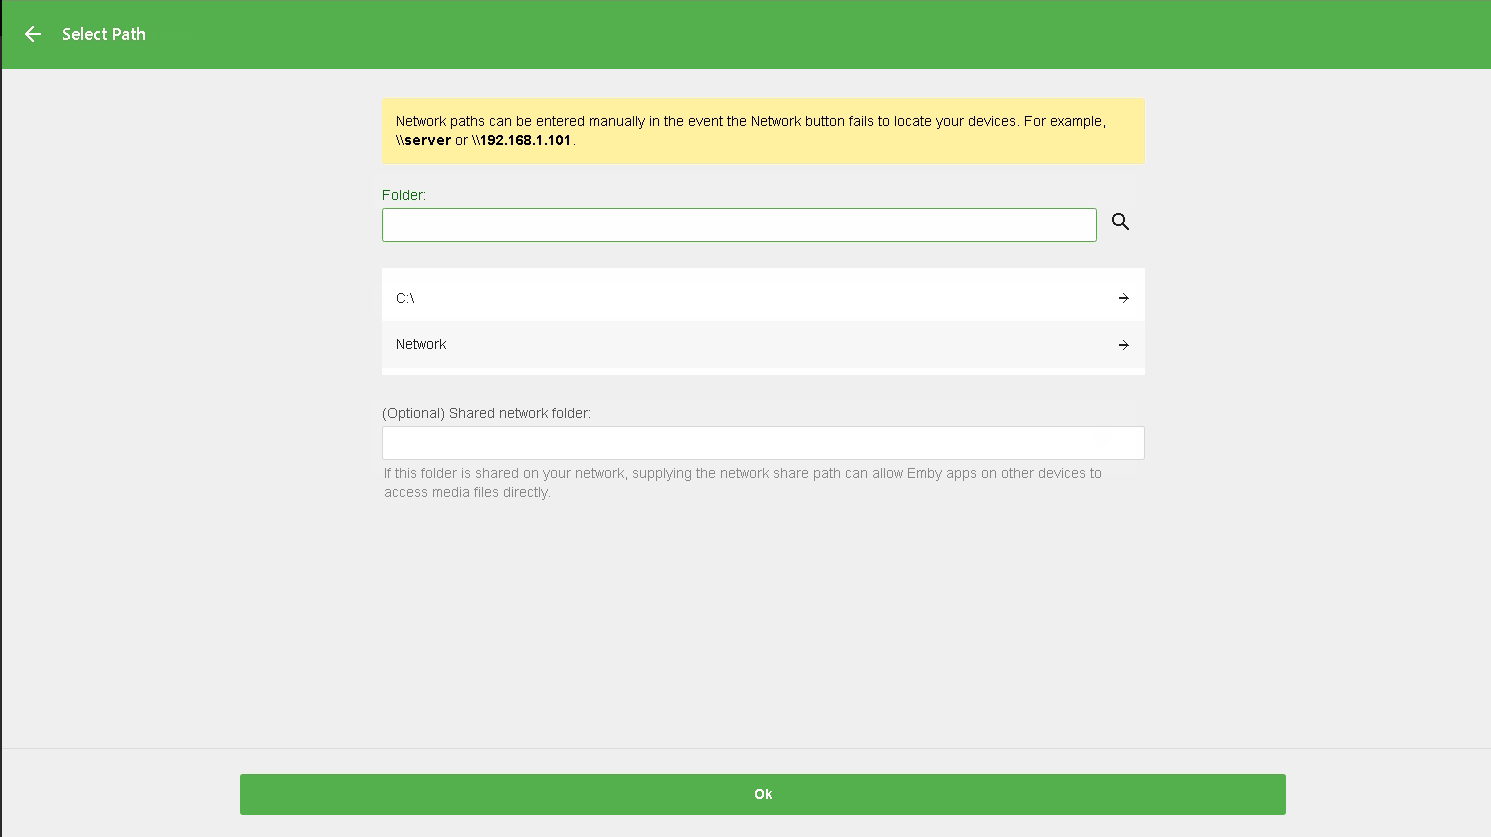 Select Path
Network paths can be entered manually in the event the Network button fails to locate your devices. For example,
\\server or \\192.168.1.101.
Folder:
C:\
Network
(Optional) Shared network folder:
If this folder is shared on your network, supplying the network share path can allow Emby apps on other devices to
access media files directly.
Ok